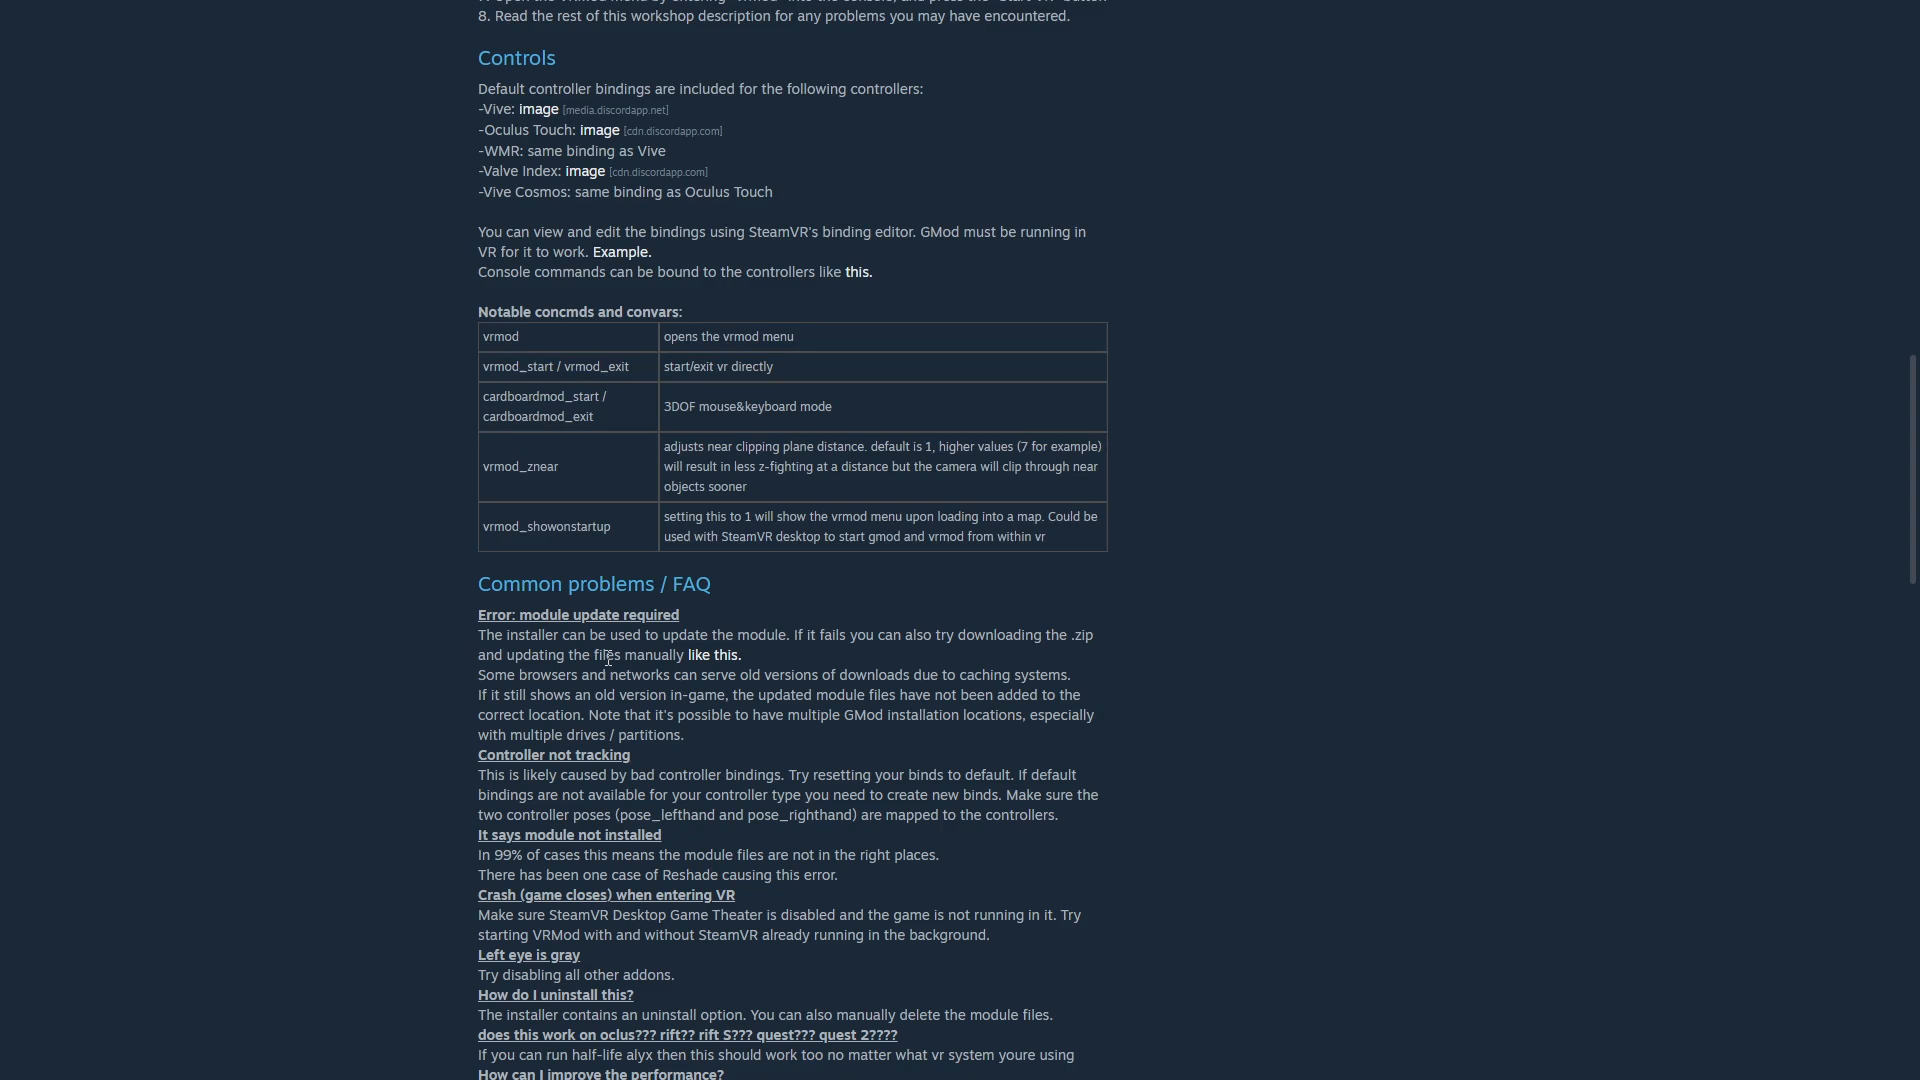 8. Read the rest of this workshop description for any problems you may have encountered.
Controls
Default controller bindings are included for the following controllers:
-Vive: image [media.discordapp.net]
-Oculus Touch: image [cdn.discordapp.com]
-WMR: same binding as Vive
-Valve Index: image [cdn.discordapp.com]
-Vive Cosmos: same binding as Oculus Touch
You can view and edit the bindings using SteamVR's binding editor. GMod must be running in
VR for it to work. Example.
Console commands can be bound to the controllers like this.
Notable concmds and convars:
vrmod
opens the vrmod menu
vrmod_start / vrmod_exit
start/exit vr directly
cardboardmod_start /
cardboardmod_exit
3DOF mouse&keyboard mode
vrmod_znear
adjusts near clipping plane distance. default is 1, higher values (7 for example)
will result in less z-fighting at a distance but the camera will clip through near
objects sooner
vrmod_showonstartup
setting this to 1 will show the vrmod menu upon loading into a map. Could be
used with SteamVR desktop to start gmod and vrmod from within vr
Common problems / FAQ
Error: module update required
The installer can be used to update the module. If it fails you can also try downloading the .zip
and updating the files manually like this.
Some browsers and networks can serve old versions of downloads due to caching systems.
If it still shows an old version in-game, the updated module files have not been added to the
correct location. Note that it's possible to have multiple GMod installation locations, especially
with multiple drives / partitions.
Controller not tracking
This is likely caused by bad controller bindings. Try resetting your binds to default. If default
bindings are not available for your controller type you need to create new binds. Make sure the
two controller poses (pose_lefthand and pose_righthand) are mapped to the controllers.
It says module not installed
In 99% of cases this means the module files are not in the right places.
There has been one case of Reshade causing this error.
Crash (game closes) when entering VR
Make sure SteamVR Desktop Game Theater is disabled and the game is not running in it. Try
starting VRMod with and without SteamVR already running in the background.
Left eye is gray
Try disabling all other addons.
How do I uninstall this?
The installer contains an uninstall option. You can also manually delete the module files.
does this work on oclus??? rift?? rift S??? quest??? quest 2????
If you can run half-life alyx then this should work too no matter what vr system youre using
How can I improve the performance?